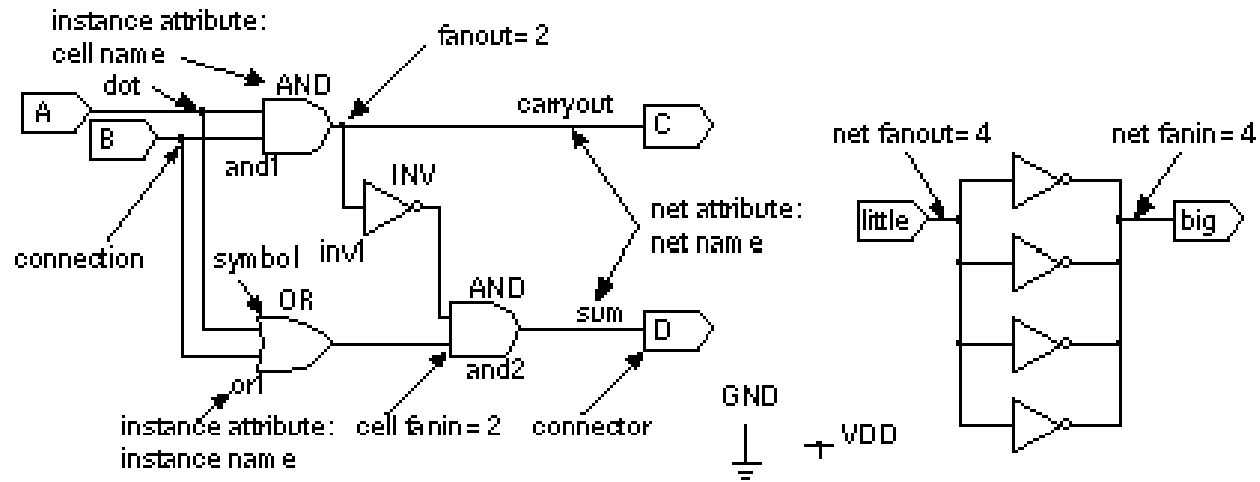 instance attribute:
cell name
fanout= 2
dot
AND
A
carryout
C
B
and1
net fanout= 4
net fanin= 4
INV
net attribute:
net name
little
big
connection
symbol
inv1
OR
AND
sum
D
or1
and2
GND
instance attribute:
instance name
cell fanin= 2
connector
VDD